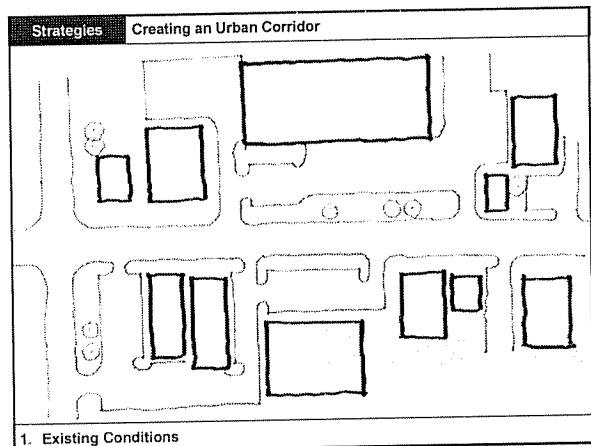 Strategies Creating an Urban Corridor
1. Existing Conditions